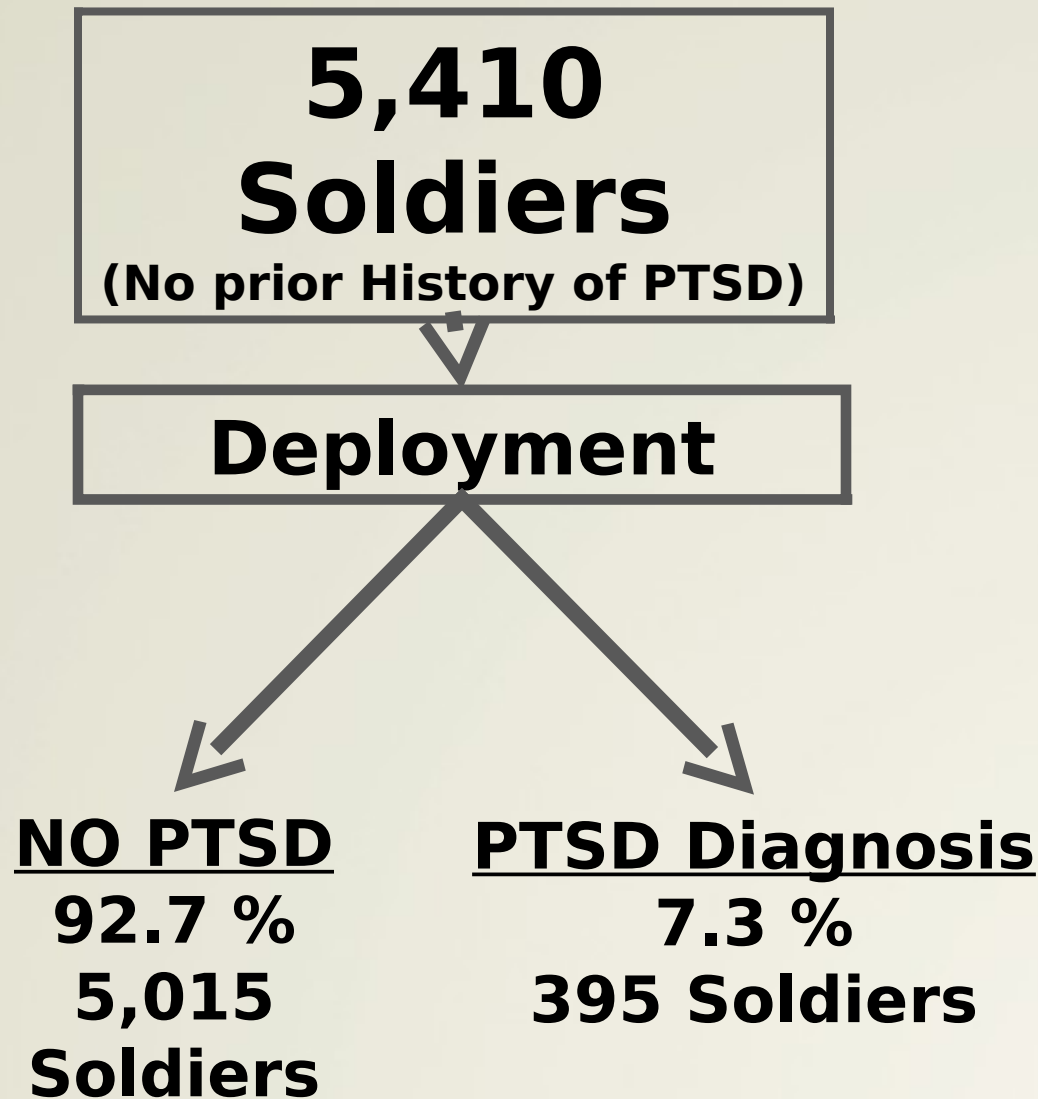 5,410
Soldiers
(No prior History of PTSD)
Deployment
NO PTSD
92.7 %
5,015
Soldiers
PTSD Diagnosis
7.3 %
395 Soldiers